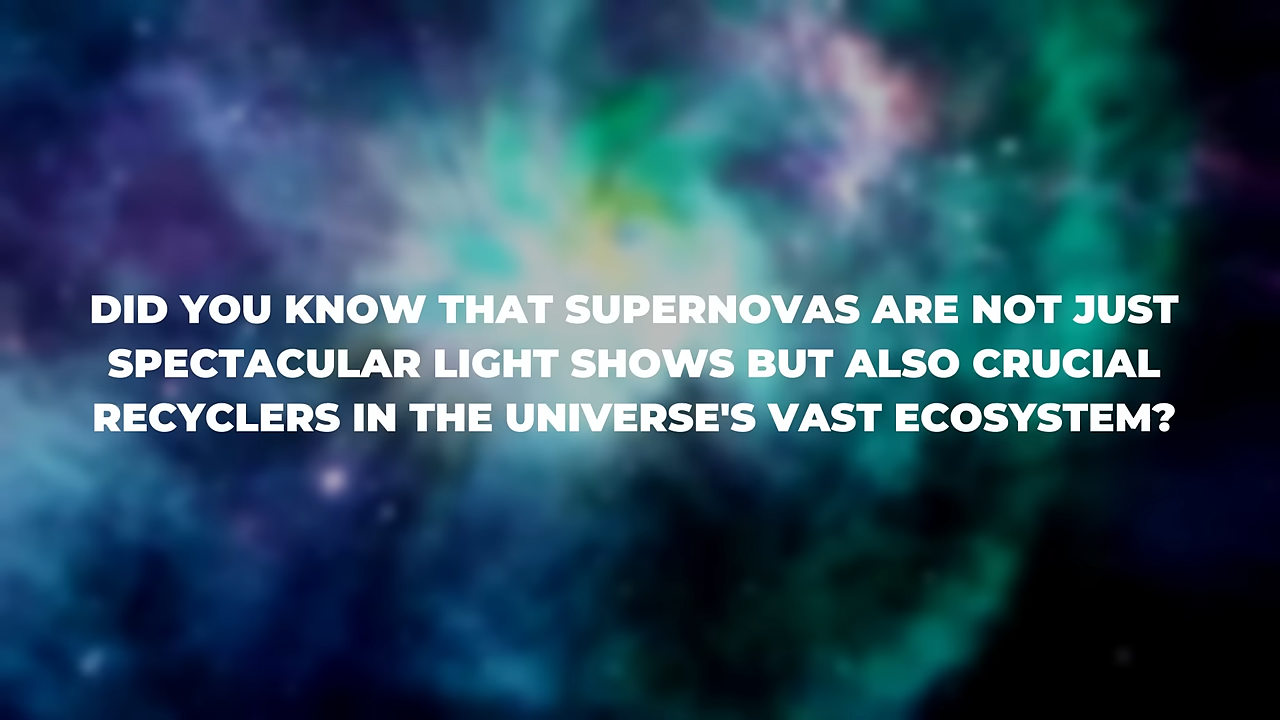 DID YOU KNOW THAT SUPERNOVAS ARE NOT JUST
SPECTACULAR LIGHT SHOWS BUT ALSO CRUCIAL
RECYCLERS IN THE UNIVERSE'S VAST ECOSYSTEM?